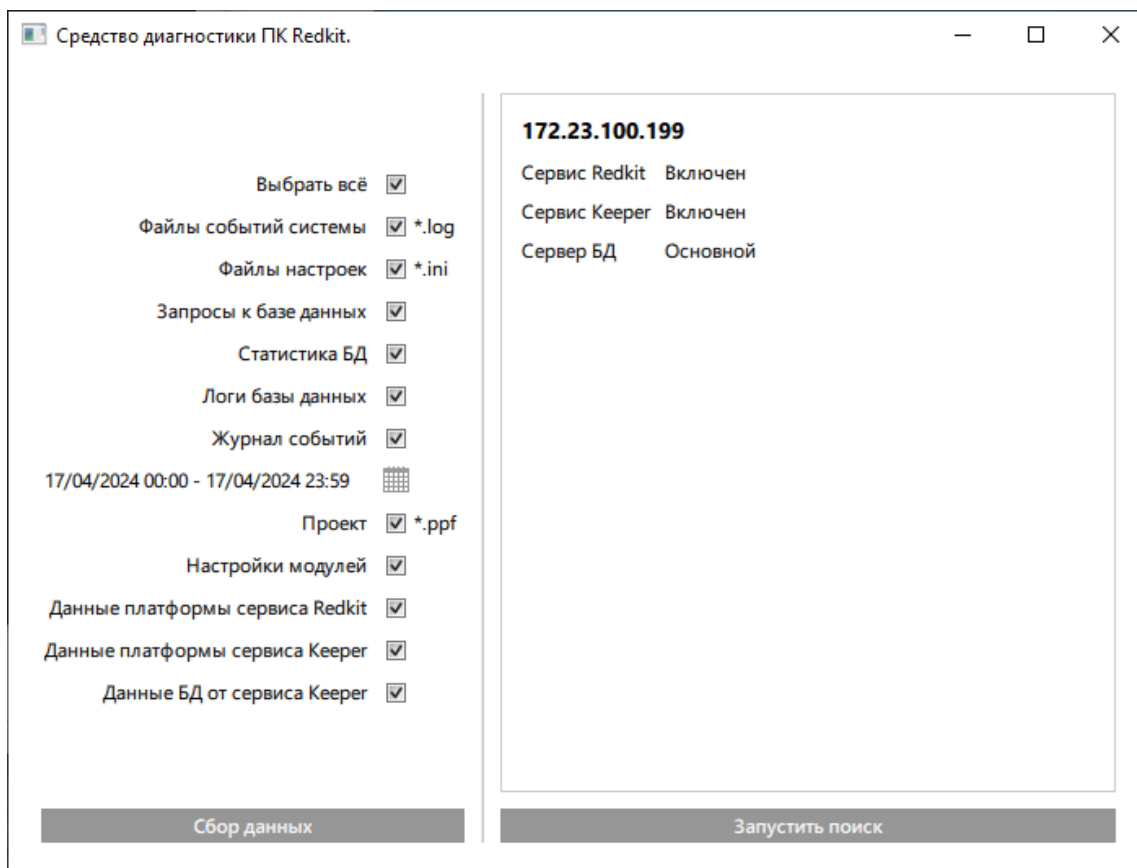 Средство диагностики ПК Redkit.
Выбрать всё
Файлы событий системы *.log
Файлы настроек *.ini
Запросы к базе данных
Статистика БД
Логи базы данных
Журнал событий
17/04/2024 00:00 - 17/04/2024 23:59
Проект *.ppf
Настройки модулей
Данные платформы сервиса Redkit
Данные платформы сервиса Keeper
Данные БД от сервиса Keeper
Сбор данных
172.23.100.199
Сервис Redkit Включен
Сервис Keeper Включен
Сервер БД Основной
Запустить поиск